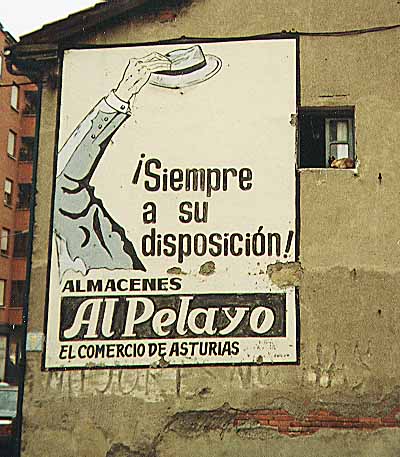 ¡Siempre
a su
disposición!
ALMACENES
Al Pelayo
EL COMERCIO DE ASTURIAS